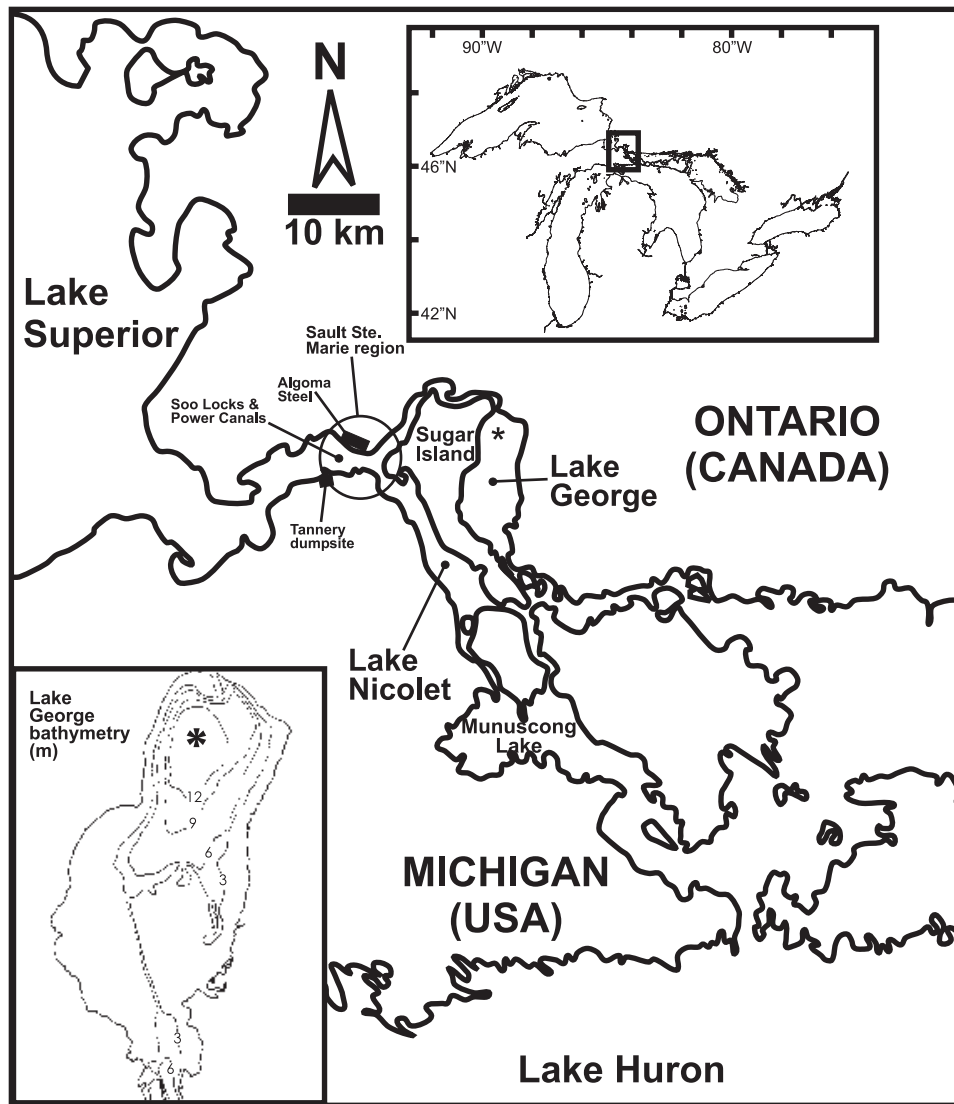 90"W
80"W
46"N
42"N
N
10 km
Lake
Superior
Sault Ste.
Marie region
Algoma
Steel
Soo Locks &
Power Canals
Tannery
dumpsite
Sugar
Island
*
Lake
George
ONTARIO
(CANADA)
Lake
Nicolet
Munuscong
Lake
MICHIGAN
(USA)
Lake Huron
Lake
George
bathymetry
(m)
*
12
9
6
3
3
6